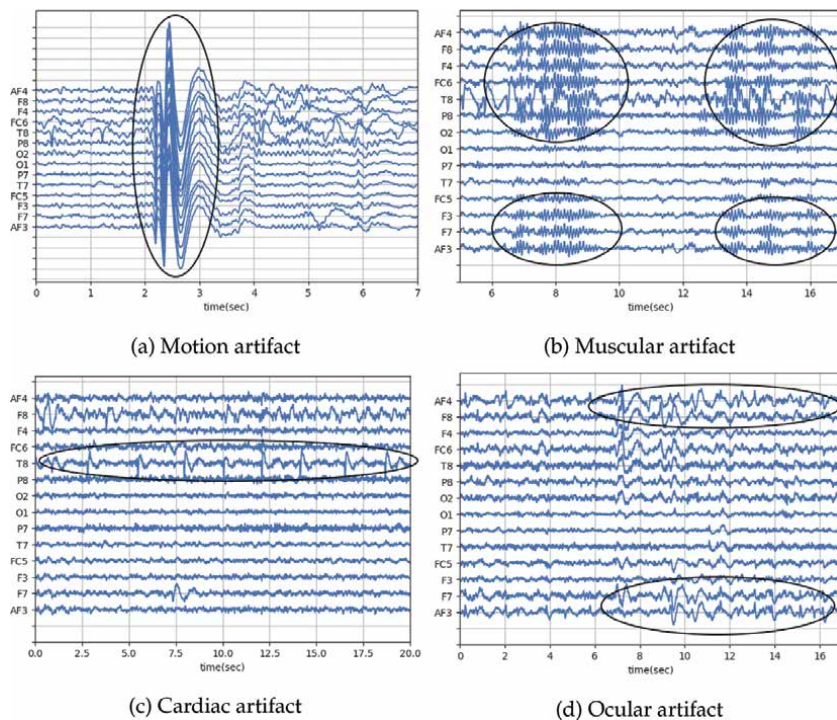 AF4
F8
F4
FC6
T8
P8
O2
O1
P7
T7
FC5
F3
F7
AF3
0 1 2 3 4 5 6 7
time(sec)
(a) Motion artifact
AF4
F8
F4
FC6
T8
P8
O2
O1
P7
T7
FC5
F3
F7
AF3
6 8 10 12 14 16
time(sec)
(b) Muscular artifact
AF4
F8
F4
FC6
T8
P8
O2
O1
P7
T7
FC5
F3
F7
AF3
0.0 2.5 5.0 7.5 10.0 12.5 15.0 17.5 20.0
time(sec)
(c) Cardiac artifact
AF4
F8
F4
FC6
T8
P8
O2
O1
P7
T7
FC5
F3
F7
AF3
0 2 4 6 8 10 12 14 16
time(sec)
(d) Ocular artifact